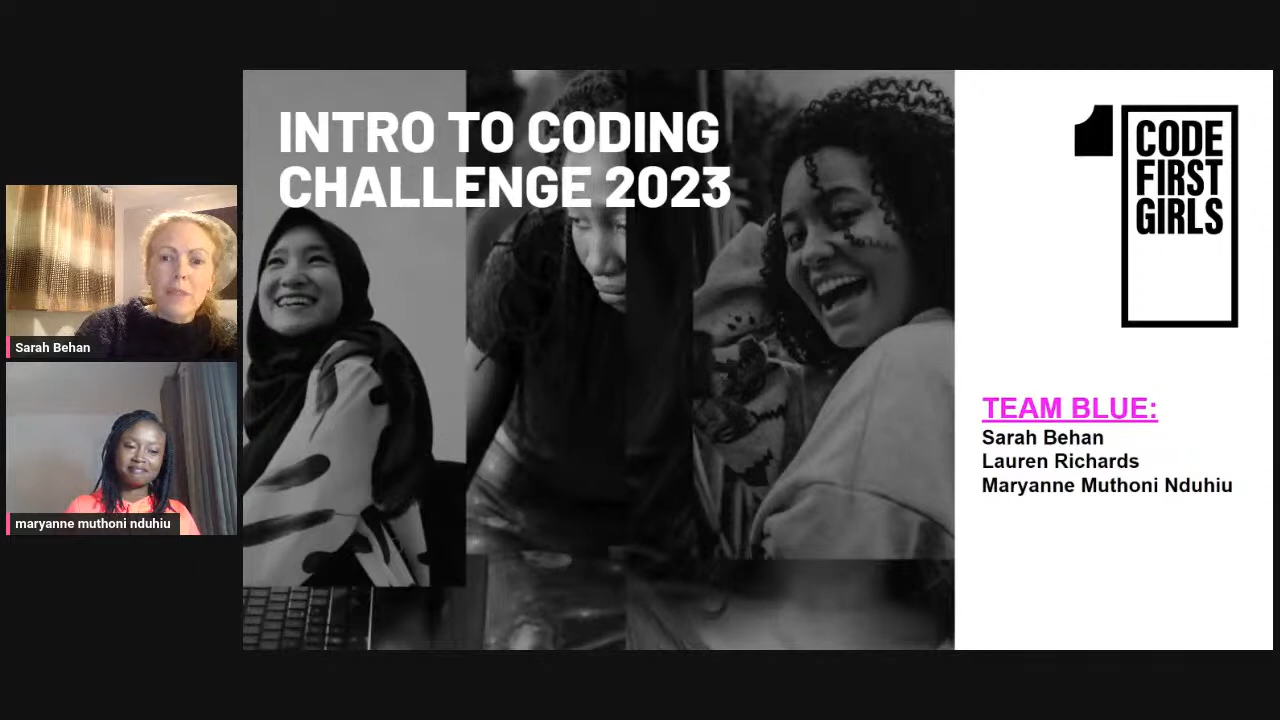 INTRO TO CODING
CHALLENGE 2023
1
CODE
FIRST
GIRLS
TEAM BLUE:
Sarah Behan
Lauren Richards
Maryanne Muthoni Nduhiu
Sarah Behan
maryanne muthoni nduhiu